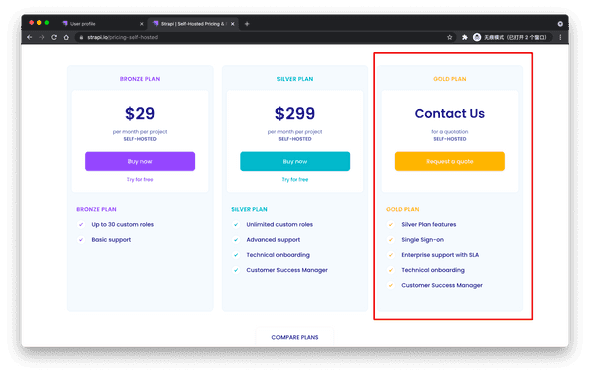 User profile
Strapi | Self-Hosted Pricing &
strapi.io/pricing-self-hosted
无痕模式（已打开 2 个窗口）
BRONZE PLAN
$29
per month per project
SELF-HOSTED
Buy now
Try for free
BRONZE PLAN
Up to 30 custom roles
Basic support
SILVER PLAN
$299
per month per project
SELF-HOSTED
Buy now
Try for free
SILVER PLAN
Unlimited custom roles
Advanced support
Technical onboarding
Customer Success Manager
GOLD PLAN
Contact Us
for a quotation
SELF-HOSTED
Request a quote
GOLD PLAN
Silver Plan features
Single Sign-on
Enterprise support with SLA
Technical onboarding
Customer Success Manager
COMPARE PLANS